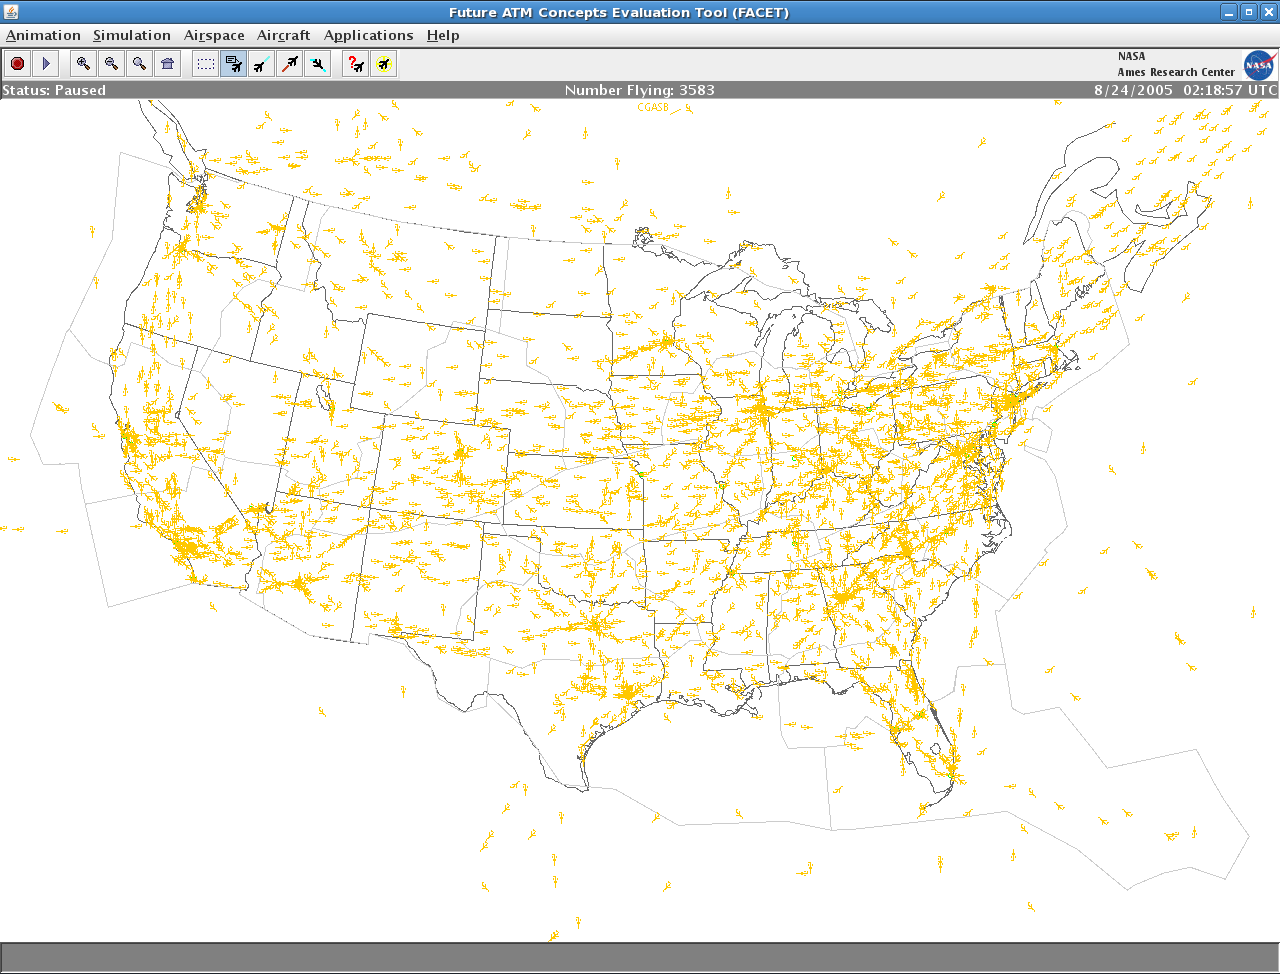 Future ATM Concepts Evaluation Tool (FACET)
Animation Simulation Airspace Aircraft Applications Help
NASA
Ames Research Center
NASA
Status: Paused Number Flying: 3583 8/24/2005 02:18:57 UTC
CGASB